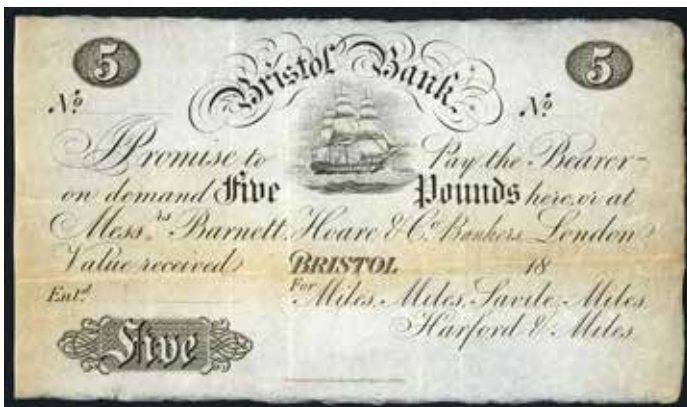 5 5
Bristol Bank.
No No
I Promise to Pay the Bearer
on demand Five Pounds here, or at
Messrs Barnett, Hoare & Co. Bankers London
Value received BRISTOL 18
Entd For Miles, Miles, Savile, Miles,
Harford & Miles.
Five